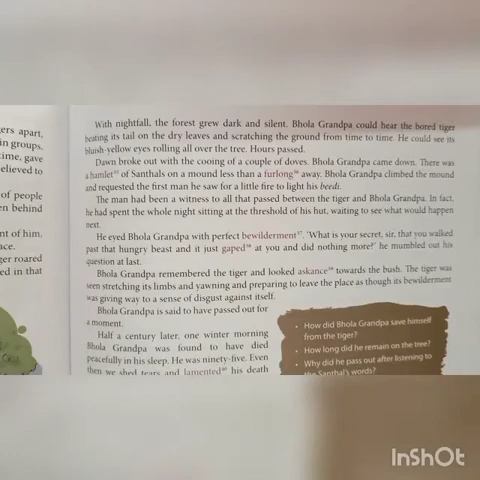 ers apart,
in groups,
time, gave
elieved to
of people
en behind
nt of him.
ace.
ger roared
ed in that
With nightfall, the forest grew dark and silent. Bhola Grandpa could hear the bored tiger
beating its tail on the dry leaves and scratching the ground from time to time. He could see its
bluish-yellow eyes rolling all over the tree. Hours passed.
Dawn broke out with the cooing of a couple of doves. Bhola Grandpa came down. There was
a hamlet³⁵ of Santhals on a mound less than a furlong³⁶ away. Bhola Grandpa climbed the mound
and requested the first man he saw for a little fire to light his beedi.
The man had been a witness to all that passed between the tiger and Bhola Grandpa. In fact,
he had spent the whole night sitting at the threshold of his hut, waiting to see what would happen
next.
He eyed Bhola Grandpa with perfect bewilderment³⁷. 'What is your secret, sir, that you walked
past that hungry beast and it just gaped³⁸ at you and did nothing more?' he mumbled out his
question at last.
Bhola Grandpa remembered the tiger and looked askance³⁹ towards the bush. The tiger was
seen stretching its limbs and yawning and preparing to leave the place as though its bewilderment
was giving way to a sense of disgust against itself.
Bhola Grandpa is said to have passed out for
a moment.
Half a century later, one winter morning
Bhola Grandpa was found to have died
peacefully in his sleep. He was ninety-five. Even
then we shed tears and lamented⁴⁰ his death
• How did Bhola Grandpa save himself
from the tiger?
• How long did he remain on the tree?
• Why did he pass out after listening to
the Santhal's words?
InShOt